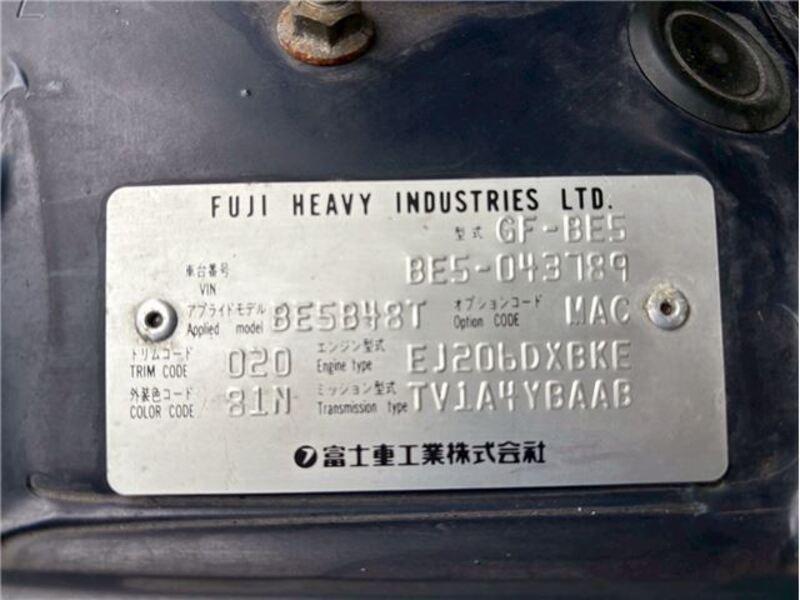 FUJI HEAVY INDUSTRIES LTD.
型式 GF-BE5
車台番号 VIN BE5-043789
アプライドモデル Applied model BE5B48T オプションコード Option CODE MAC
トリムコード TRIM CODE 020 エンジン型式 Engine type EJ206DXBKE
外装色コード COLOR CODE 81N ミッション型式 Transmission type TV1A4YBAAB
富士重工業株式会社